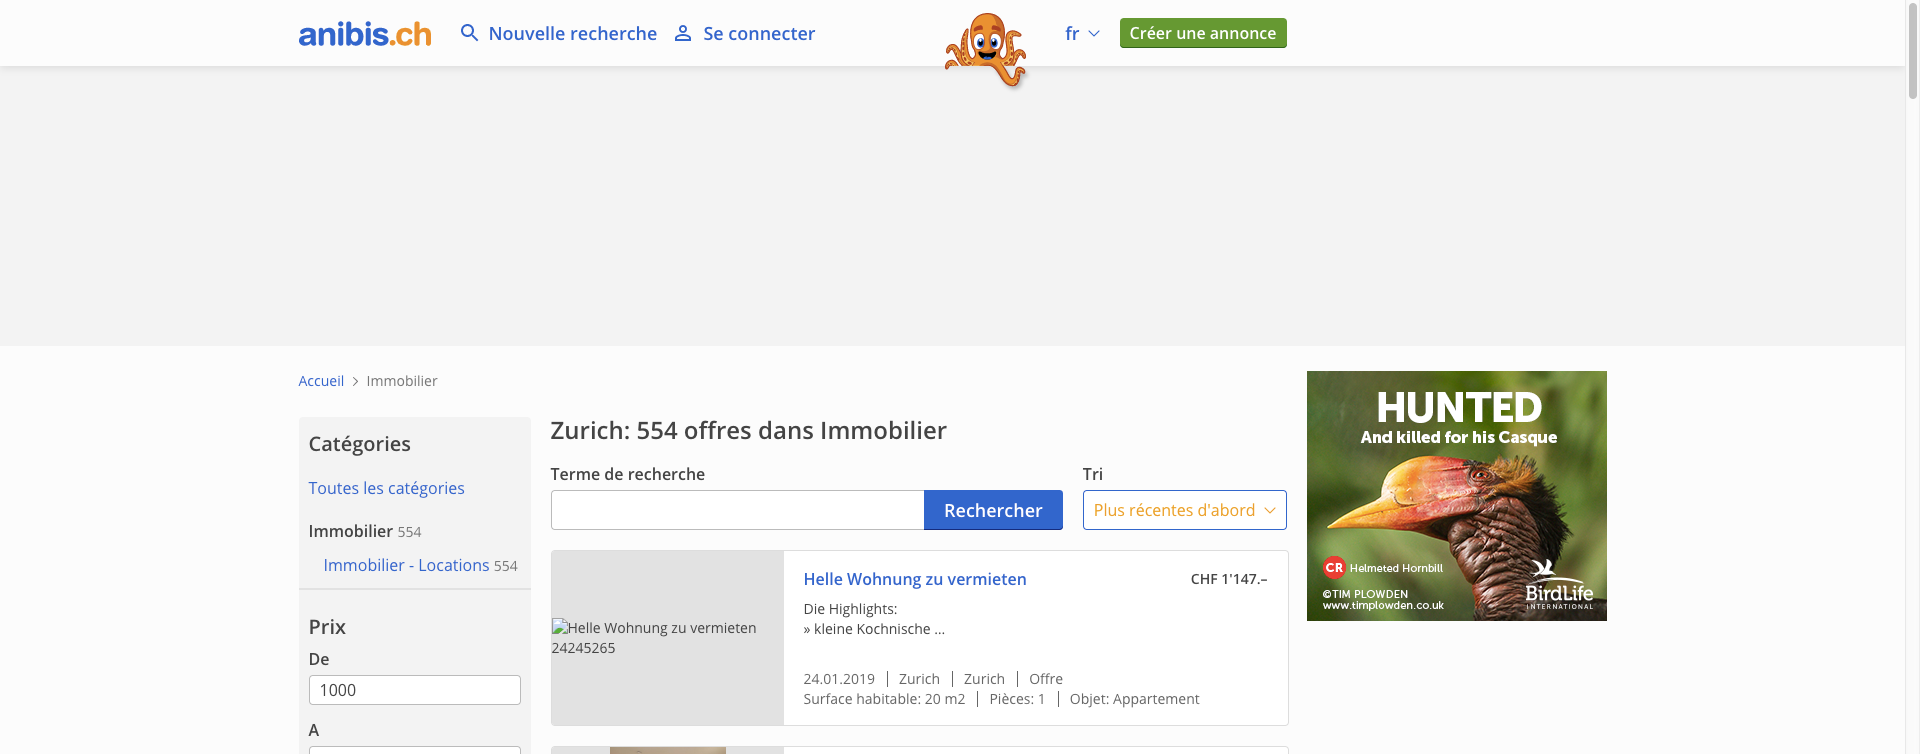 anibis.ch
Nouvelle recherche
Se connecter
fr
Créer une annonce
Accueil > Immobilier
Catégories
Toutes les catégories
Immobilier 554
Immobilier - Locations 554
Prix
De
1000
A
Zurich: 554 offres dans Immobilier
Terme de recherche
Rechercher
Tri
Plus récentes d'abord
Helle Wohnung zu vermieten
24245265
Helle Wohnung zu vermieten
CHF 1'147.–
Die Highlights:
» kleine Kochnische ...
24.01.2019 | Zurich | Zurich | Offre
Surface habitable: 20 m2 | Pièces: 1 | Objet: Appartement
HUNTED
And killed for his Casque
CR Helmeted Hornbill
©TIM PLOWDEN
www.timplowden.co.uk
BirdLife
INTERNATIONAL